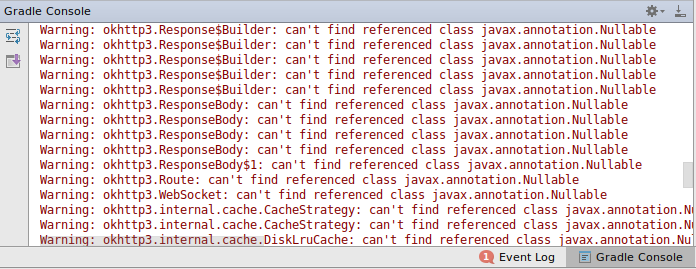 Gradle Console
Warning: okhttp3.Response$Builder: can't find referenced class javax.annotation.Nullable
Warning: okhttp3.Response$Builder: can't find referenced class javax.annotation.Nullable
Warning: okhttp3.Response$Builder: can't find referenced class javax.annotation.Nullable
Warning: okhttp3.Response$Builder: can't find referenced class javax.annotation.Nullable
Warning: okhttp3.Response$Builder: can't find referenced class javax.annotation.Nullable
Warning: okhttp3.ResponseBody: can't find referenced class javax.annotation.Nullable
Warning: okhttp3.ResponseBody: can't find referenced class javax.annotation.Nullable
Warning: okhttp3.ResponseBody: can't find referenced class javax.annotation.Nullable
Warning: okhttp3.ResponseBody: can't find referenced class javax.annotation.Nullable
Warning: okhttp3.ResponseBody$1: can't find referenced class javax.annotation.Nullable
Warning: okhttp3.Route: can't find referenced class javax.annotation.Nullable
Warning: okhttp3.WebSocket: can't find referenced class javax.annotation.Nullable
Warning: okhttp3.internal.cache.CacheStrategy: can't find referenced class javax.annotation.Nu
Warning: okhttp3.internal.cache.CacheStrategy: can't find referenced class javax.annotation.Nu
Warning: okhttp3.internal.cache.DiskLruCache: can't find referenced class javax.annotation.Nul
1 Event Log Gradle Console